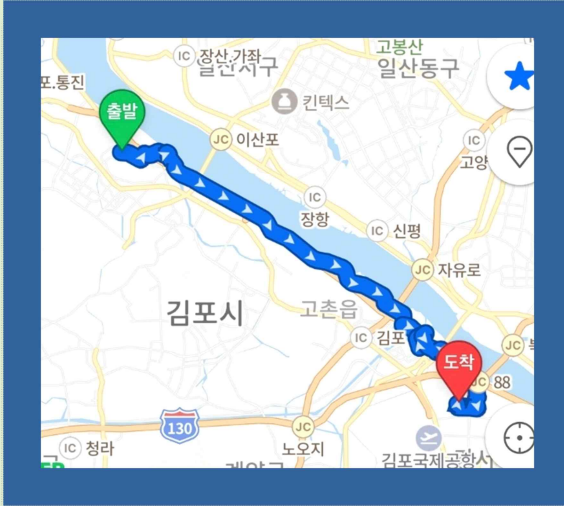 고봉산
IC 장산.가좌
일산서구
일산동구
포.통진
킨텍스
출발
JC 이산포
IC
고양
IC
장항
IC 신평
JC 자유로
김포시
고촌읍
IC 김포
JC
도착
JC 88
130
JC
노오지
IC 청라
김포국제공항